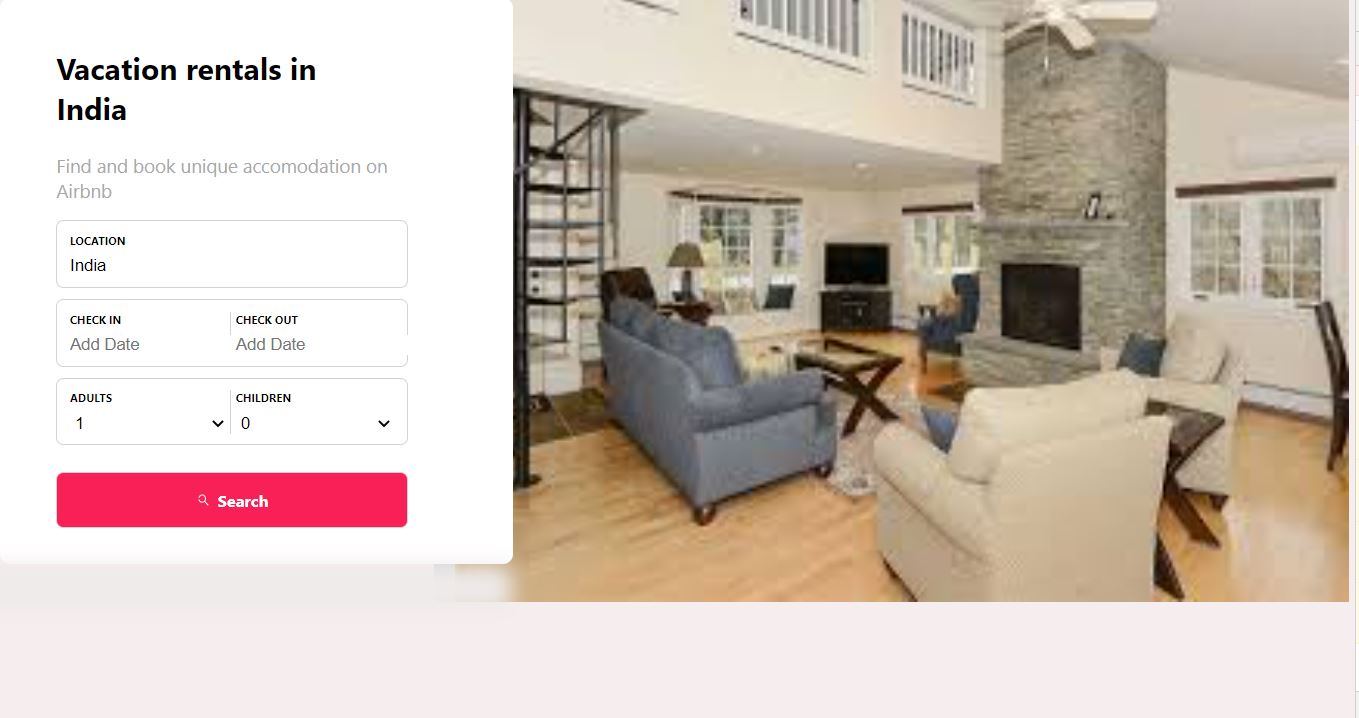 Vacation rentals in
India
Find and book unique accomodation on
Airbnb
LOCATION
India
CHECK IN CHECK OUT
Add Date Add Date
ADULTS CHILDREN
1 0
Search